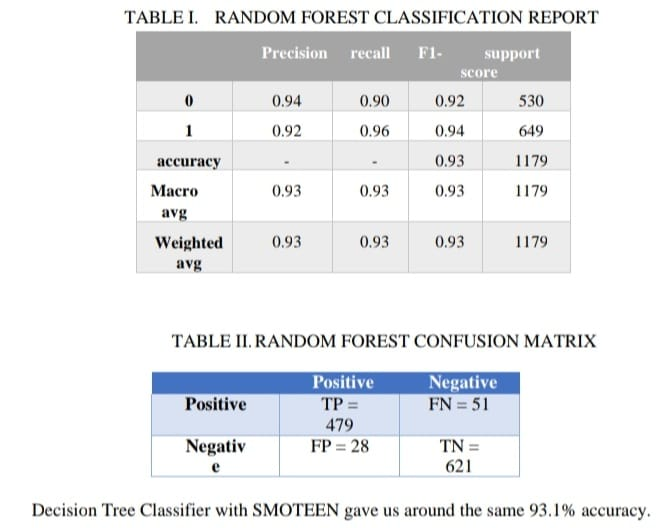 TABLE I. RANDOM FOREST CLASSIFICATION REPORT
Precision recall F1- support
score
0 0.94 0.90 0.92 530
1 0.92 0.96 0.94 649
accuracy - - 0.93 1179
Macro 0.93 0.93 0.93 1179
avg
Weighted 0.93 0.93 0.93 1179
avg
TABLE II. RANDOM FOREST CONFUSION MATRIX
Positive Negative
Positive TP = FN = 51
479
Negativ FP = 28 TN =
e 621
Decision Tree Classifier with SMOTEEN gave us around the same 93.1% accuracy.